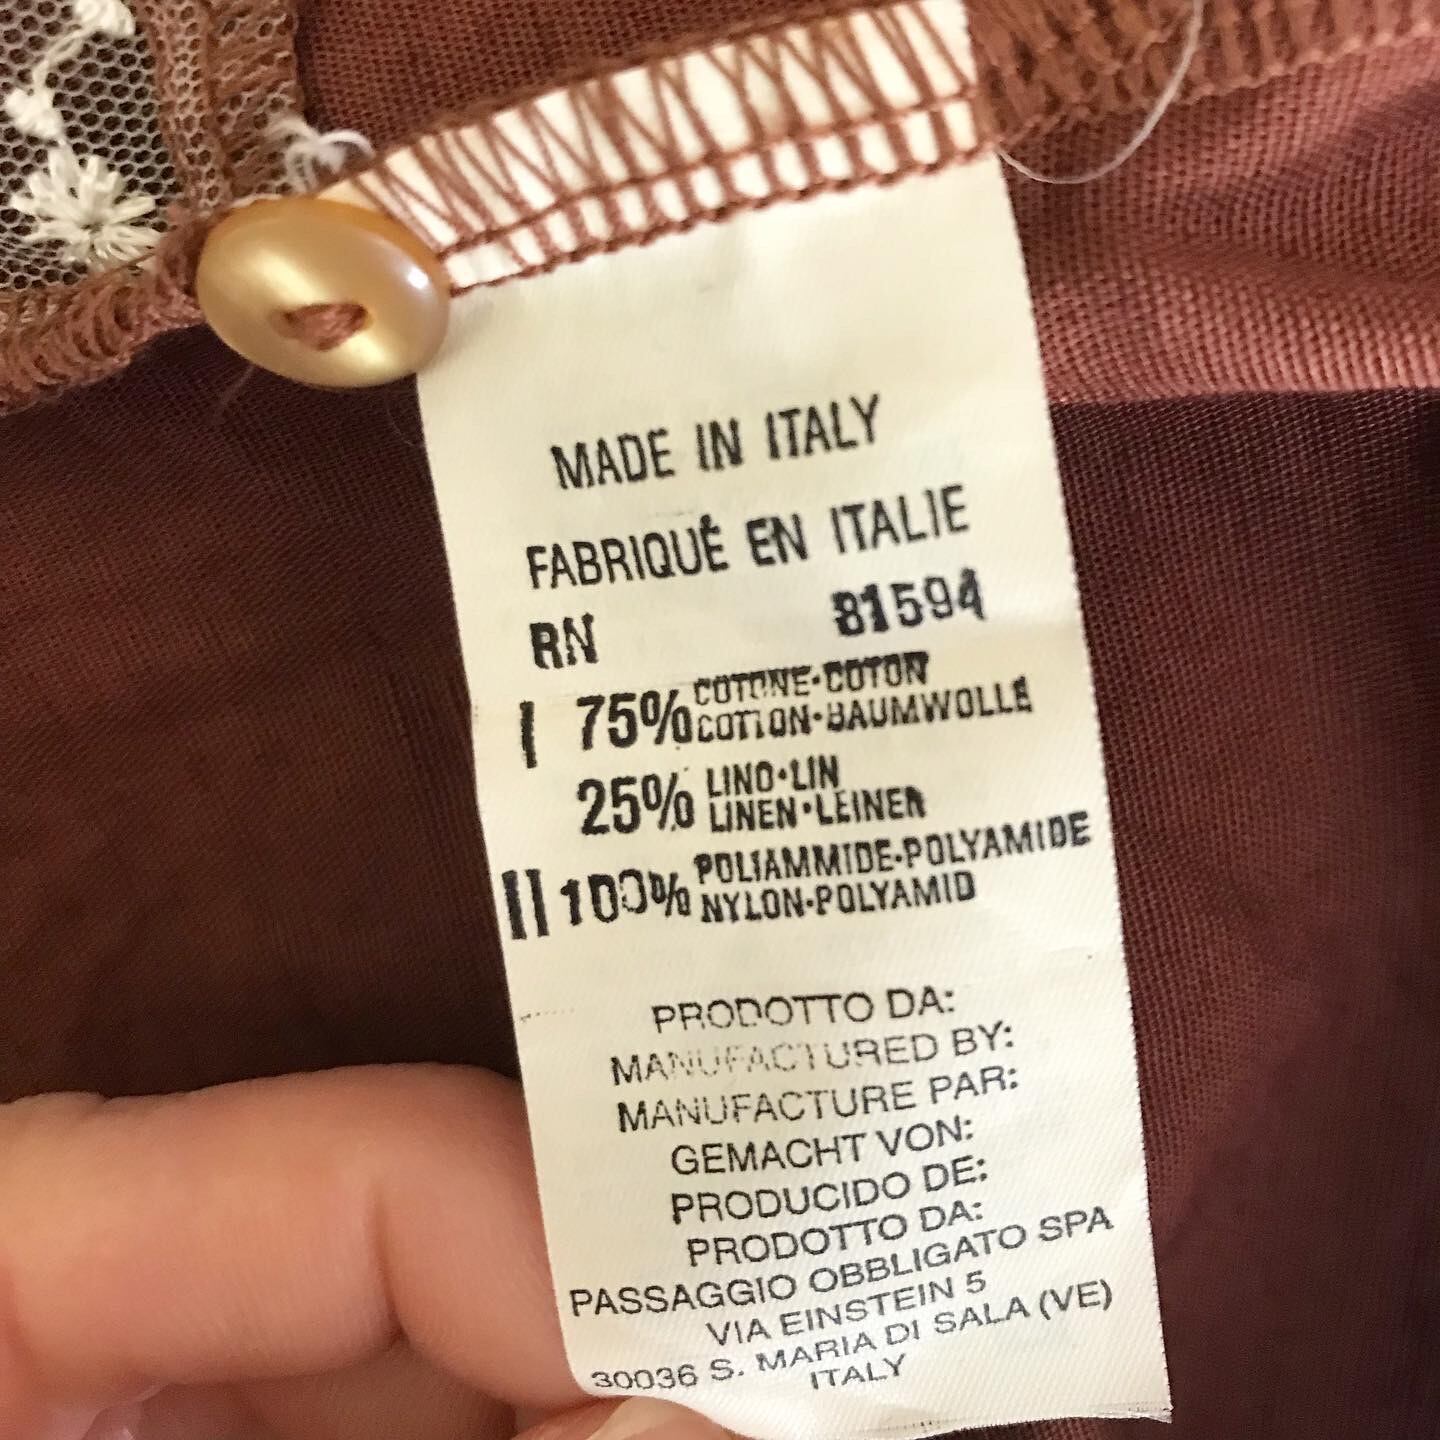 MADE IN ITALY
FABRIQUÉ EN ITALIE
RN 81594
I 75% COTONE•COTON
COTTON•BAUMWOLLE
25% LINO•LIN
LINEN•LEINEN
II 100% POLIAMMIDE•POLYAMIDE
NYLON•POLYAMID
PRODOTTO DA:
MANUFACTURED BY:
MANUFACTURE PAR:
GEMACHT VON:
PRODUCIDO DE:
PRODOTTO DA:
PASSAGGIO OBBLIGATO SPA
VIA EINSTEIN 5
30036 S. MARIA DI SALA (VE)
ITALY